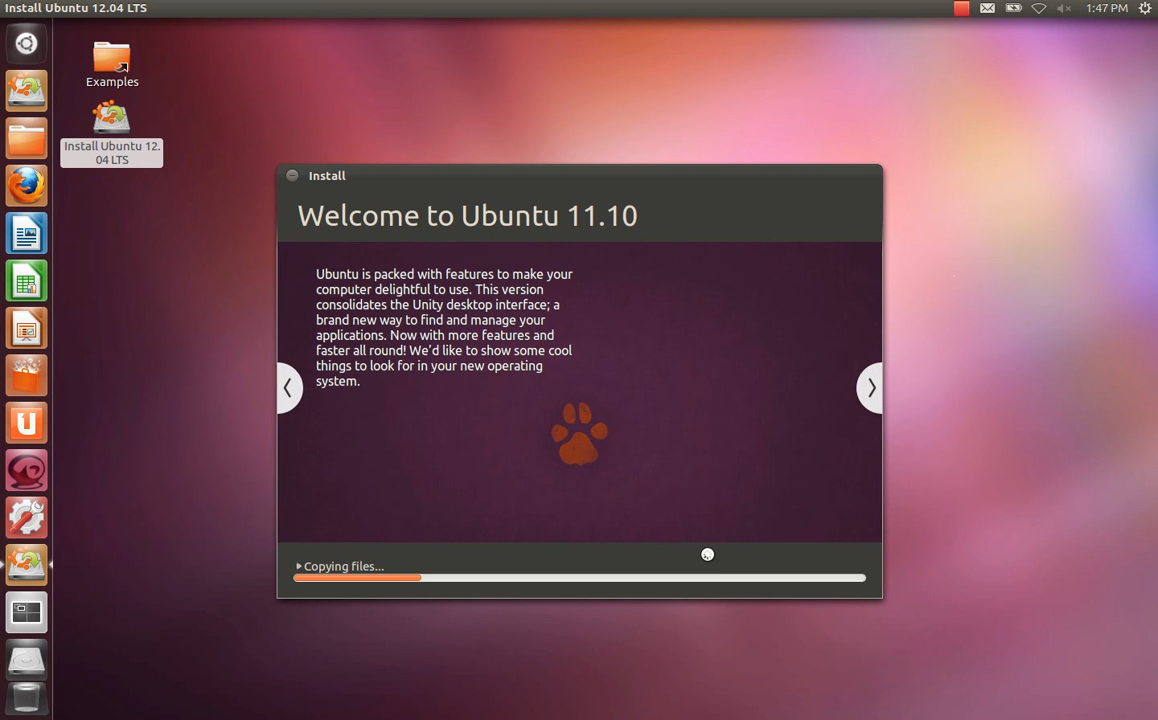 Install Ubuntu 12.04 LTS
1:47 PM
Examples
Install Ubuntu 12.
04 LTS
Install
Welcome to Ubuntu 11.10
Ubuntu is packed with features to make your
computer delightful to use. This version
consolidates the Unity desktop interface; a
brand new way to find and manage your
applications. Now with more features and
faster all round! We’d like to show some cool
things to look for in your new operating
system.
Copying files...